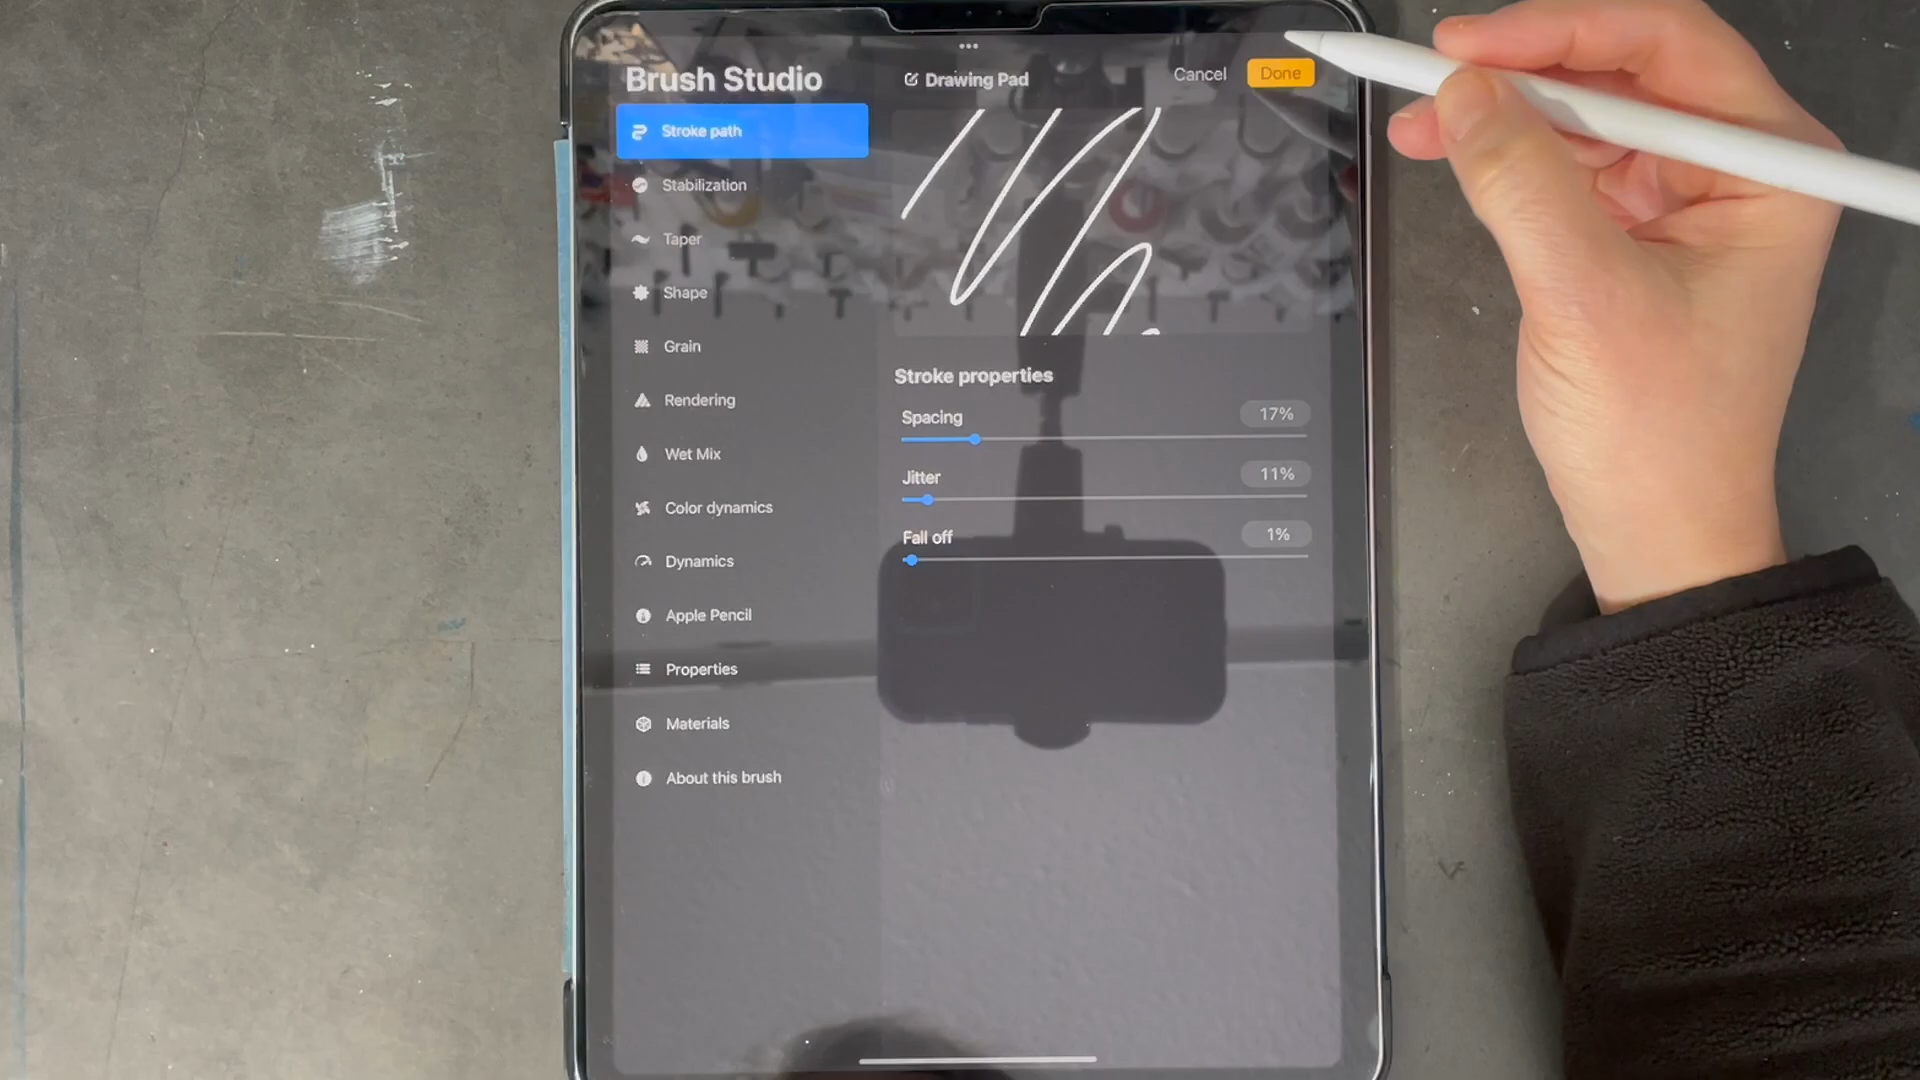 Brush Studio
Drawing Pad
Cancel
Done
Stroke path
Stabilization
Taper
Shape
Grain
Rendering
Wet Mix
Color dynamics
Dynamics
Apple Pencil
Properties
Materials
About this brush
Stroke properties
Spacing
17%
Jitter
11%
Fall off
1%